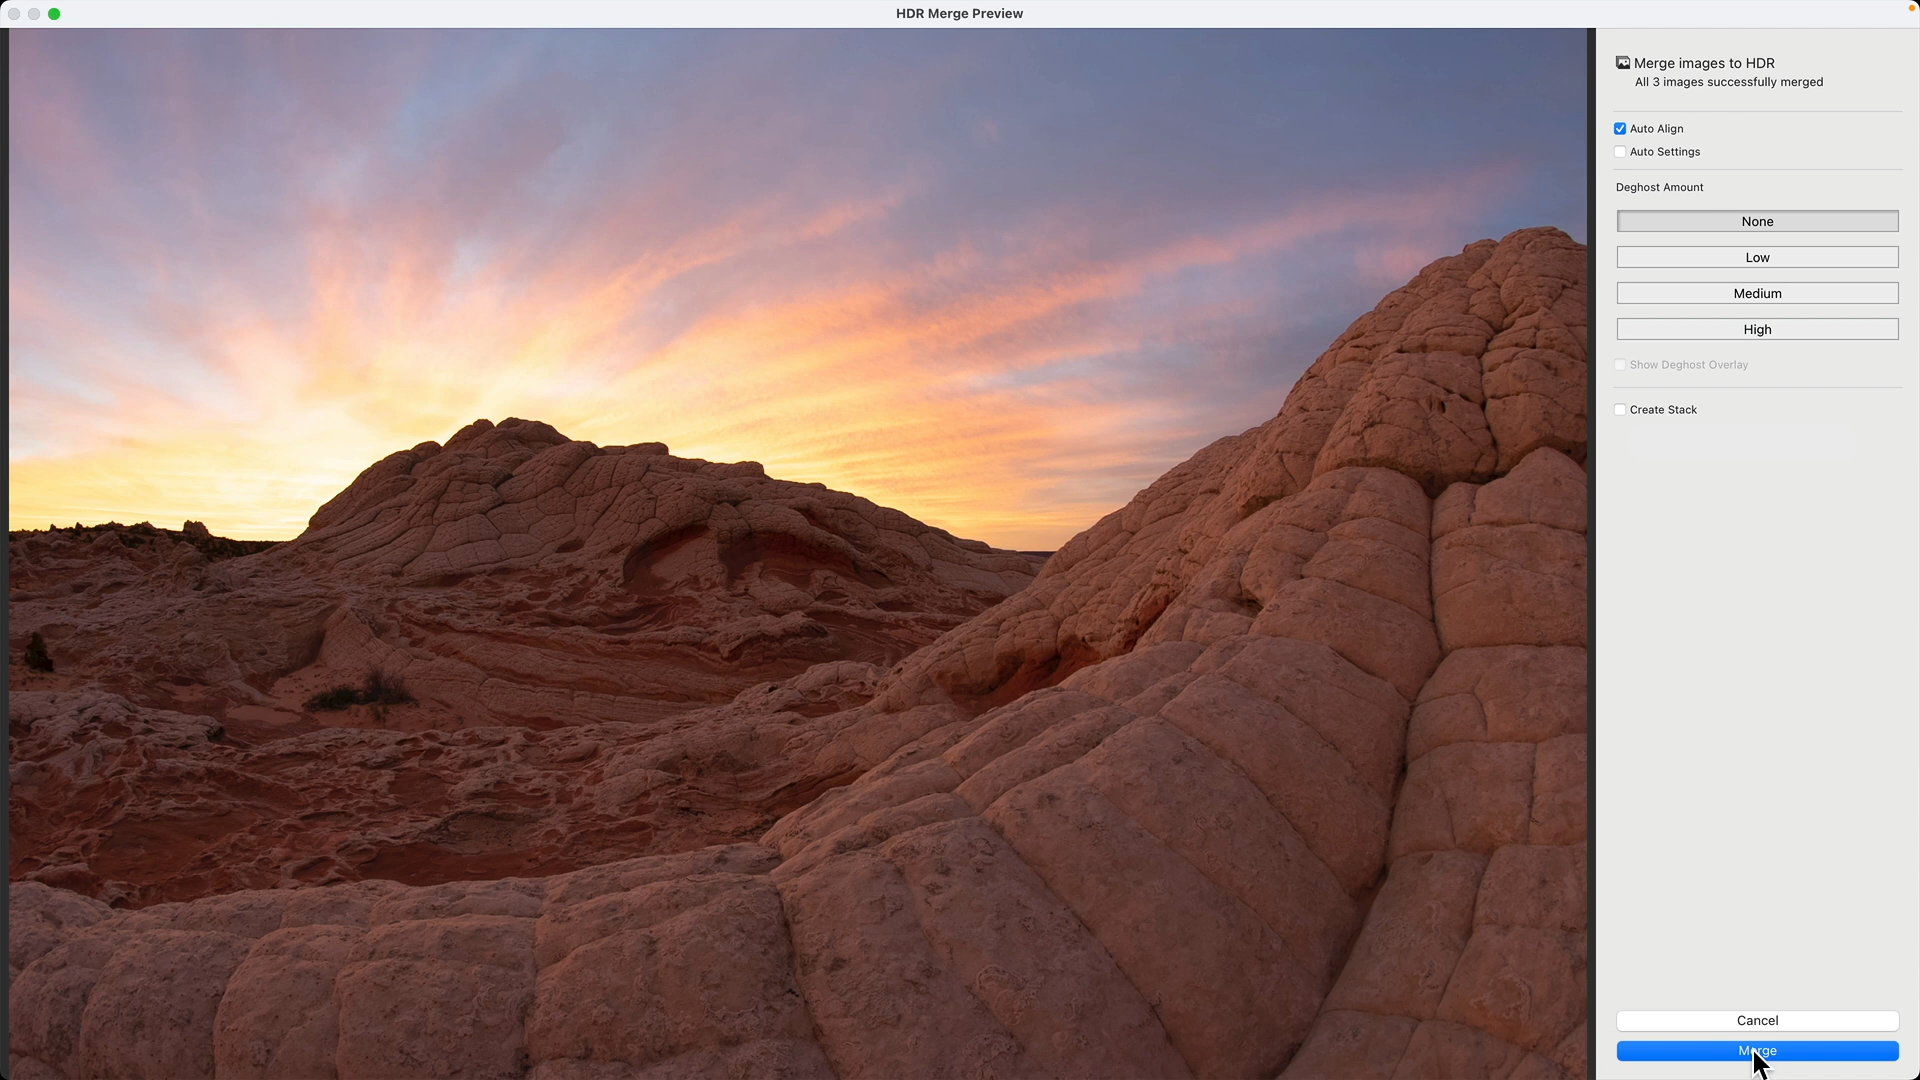 HDR Merge Preview
Merge images to HDR
All 3 images successfully merged
Auto Align
Auto Settings
Deghost Amount
None
Low
Medium
High
Show Deghost Overlay
Create Stack
Cancel
Merge